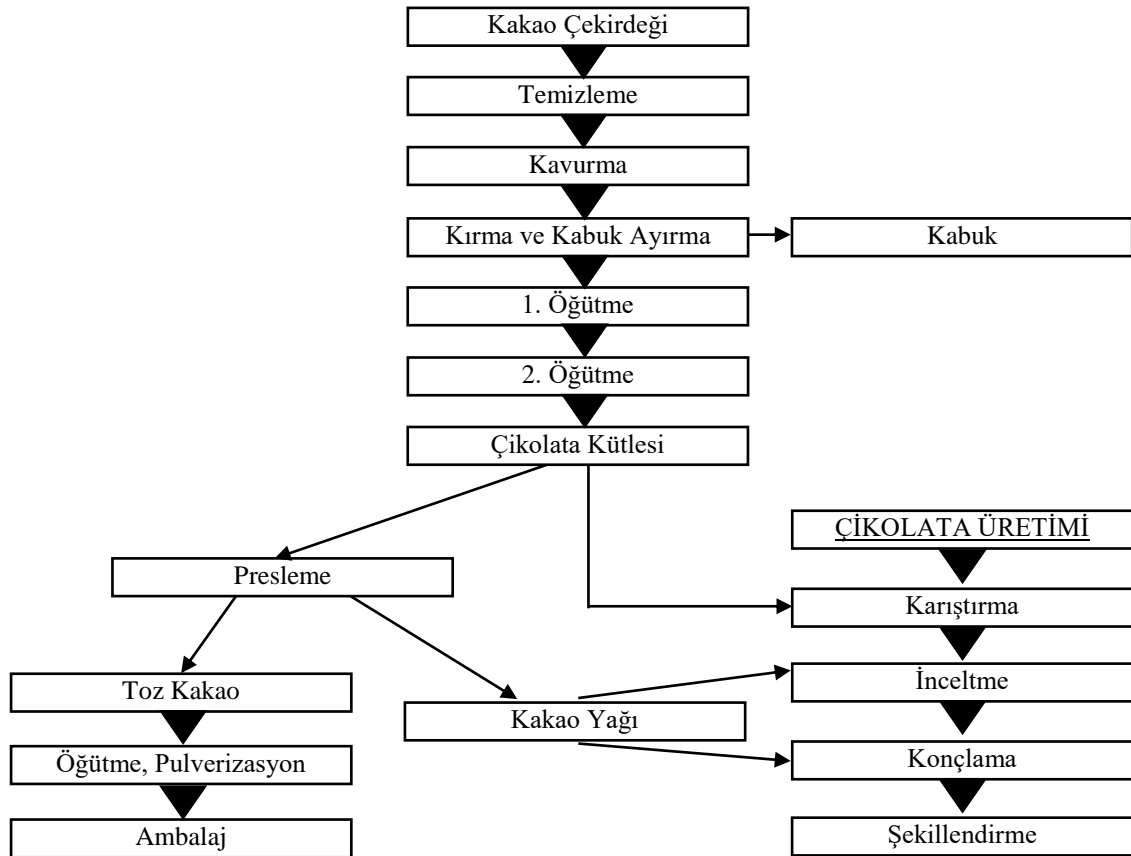 Kakao Çekirdeği
Temizleme
Kavurma
Kırma ve Kabuk Ayırma
Kabuk
1. Öğütme
2. Öğütme
Çikolata Kütlesi
ÇİKOLATA ÜRETİMİ
Presleme
Karıştırma
Toz Kakao
İnceltme
Kakao Yağı
Öğütme, Pulverizasyon
Konçlama
Ambalaj
Şekillendirme